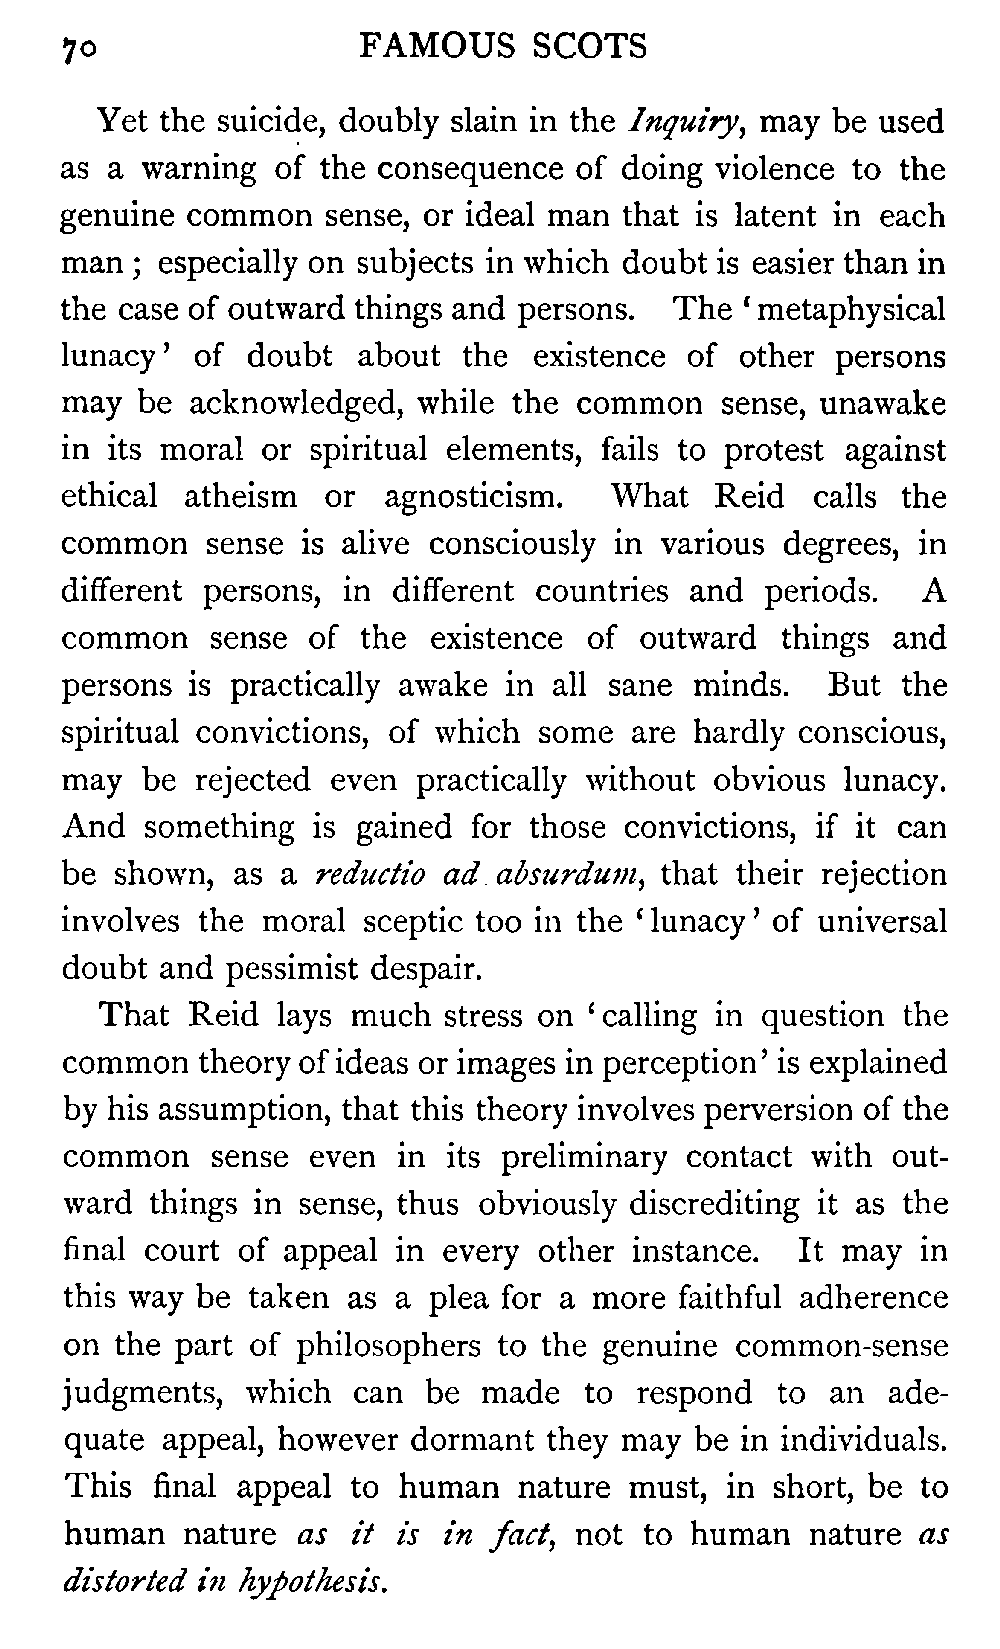 70 FAMOUS SCOTS
Yet the suicide, doubly slain in the Inquiry, may be used
as a warning of the consequence of doing violence to the
genuine common sense, or ideal man that is latent in each
man ; especially on subjects in which doubt is easier than in
the case of outward things and persons. The ‘ metaphysical
lunacy ’ of doubt about the existence of other persons
may be acknowledged, while the common sense, unawake
in its moral or spiritual elements, fails to protest against
ethical atheism or agnosticism. What Reid calls the
common sense is alive consciously in various degrees, in
different persons, in different countries and periods. A
common sense of the existence of outward things and
persons is practically awake in all sane minds. But the
spiritual convictions, of which some are hardly conscious,
may be rejected even practically without obvious lunacy.
And something is gained for those convictions, if it can
be shown, as a reductio ad absurdum, that their rejection
involves the moral sceptic too in the ‘ lunacy ’ of universal
doubt and pessimist despair.
That Reid lays much stress on ‘ calling in question the
common theory of ideas or images in perception ’ is explained
by his assumption, that this theory involves perversion of the
common sense even in its preliminary contact with out-
ward things in sense, thus obviously discrediting it as the
final court of appeal in every other instance. It may in
this way be taken as a plea for a more faithful adherence
on the part of philosophers to the genuine common-sense
judgments, which can be made to respond to an ade-
quate appeal, however dormant they may be in individuals.
This final appeal to human nature must, in short, be to
human nature as it is in fact, not to human nature as
distorted in hypothesis.